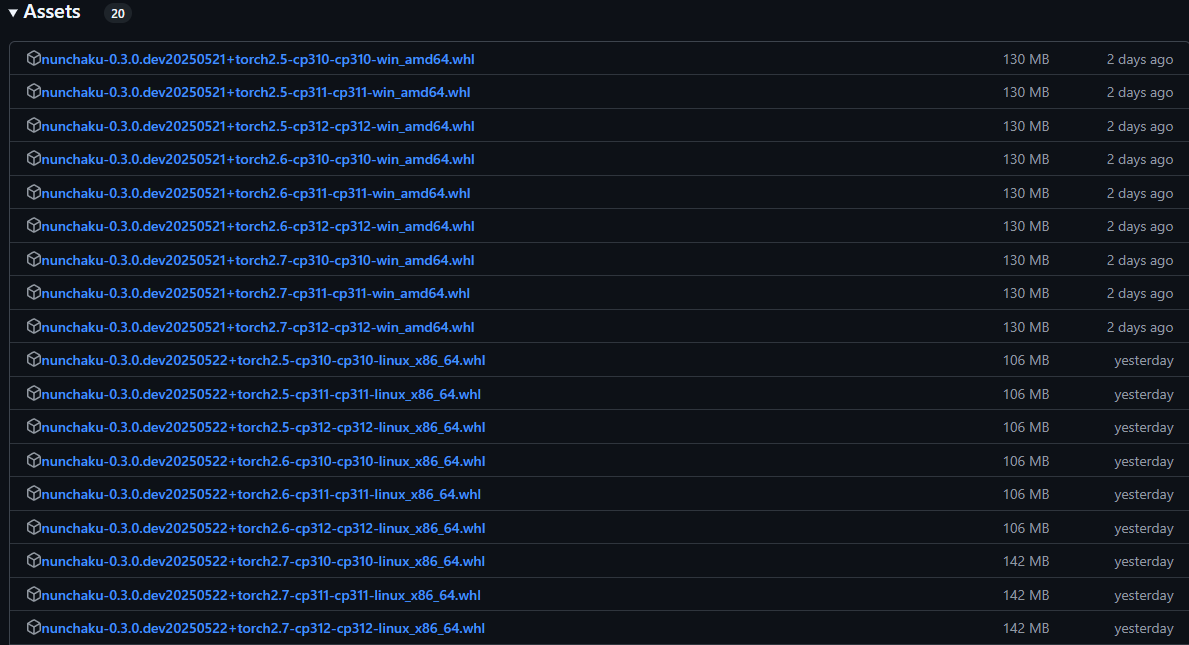 Assets 20
nunchaku-0.3.0.dev20250521+torch2.5-cp310-cp310-win_amd64.whl 130 MB 2 days ago
nunchaku-0.3.0.dev20250521+torch2.5-cp311-cp311-win_amd64.whl 130 MB 2 days ago
nunchaku-0.3.0.dev20250521+torch2.5-cp312-cp312-win_amd64.whl 130 MB 2 days ago
nunchaku-0.3.0.dev20250521+torch2.6-cp310-cp310-win_amd64.whl 130 MB 2 days ago
nunchaku-0.3.0.dev20250521+torch2.6-cp311-cp311-win_amd64.whl 130 MB 2 days ago
nunchaku-0.3.0.dev20250521+torch2.6-cp312-cp312-win_amd64.whl 130 MB 2 days ago
nunchaku-0.3.0.dev20250521+torch2.7-cp310-cp310-win_amd64.whl 130 MB 2 days ago
nunchaku-0.3.0.dev20250521+torch2.7-cp311-cp311-win_amd64.whl 130 MB 2 days ago
nunchaku-0.3.0.dev20250521+torch2.7-cp312-cp312-win_amd64.whl 130 MB 2 days ago
nunchaku-0.3.0.dev20250522+torch2.5-cp310-cp310-linux_x86_64.whl 106 MB yesterday
nunchaku-0.3.0.dev20250522+torch2.5-cp311-cp311-linux_x86_64.whl 106 MB yesterday
nunchaku-0.3.0.dev20250522+torch2.5-cp312-cp312-linux_x86_64.whl 106 MB yesterday
nunchaku-0.3.0.dev20250522+torch2.6-cp310-cp310-linux_x86_64.whl 106 MB yesterday
nunchaku-0.3.0.dev20250522+torch2.6-cp311-cp311-linux_x86_64.whl 106 MB yesterday
nunchaku-0.3.0.dev20250522+torch2.6-cp312-cp312-linux_x86_64.whl 106 MB yesterday
nunchaku-0.3.0.dev20250522+torch2.7-cp310-cp310-linux_x86_64.whl 142 MB yesterday
nunchaku-0.3.0.dev20250522+torch2.7-cp311-cp311-linux_x86_64.whl 142 MB yesterday
nunchaku-0.3.0.dev20250522+torch2.7-cp312-cp312-linux_x86_64.whl 142 MB yesterday